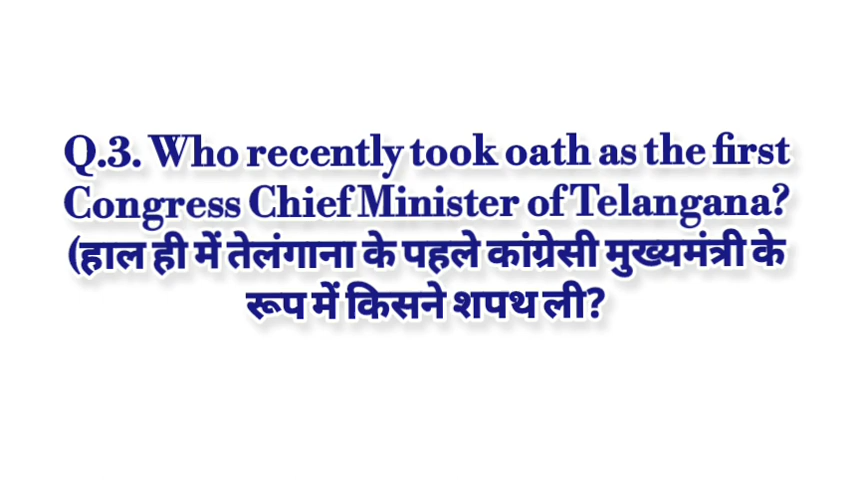 Q.3. Who recently took oath as the first
Congress Chief Minister of Telangana?
(हाल ही में तेलंगाना के पहले कांग्रेसी मुख्यमंत्री के
रूप में किसने शपथ ली?